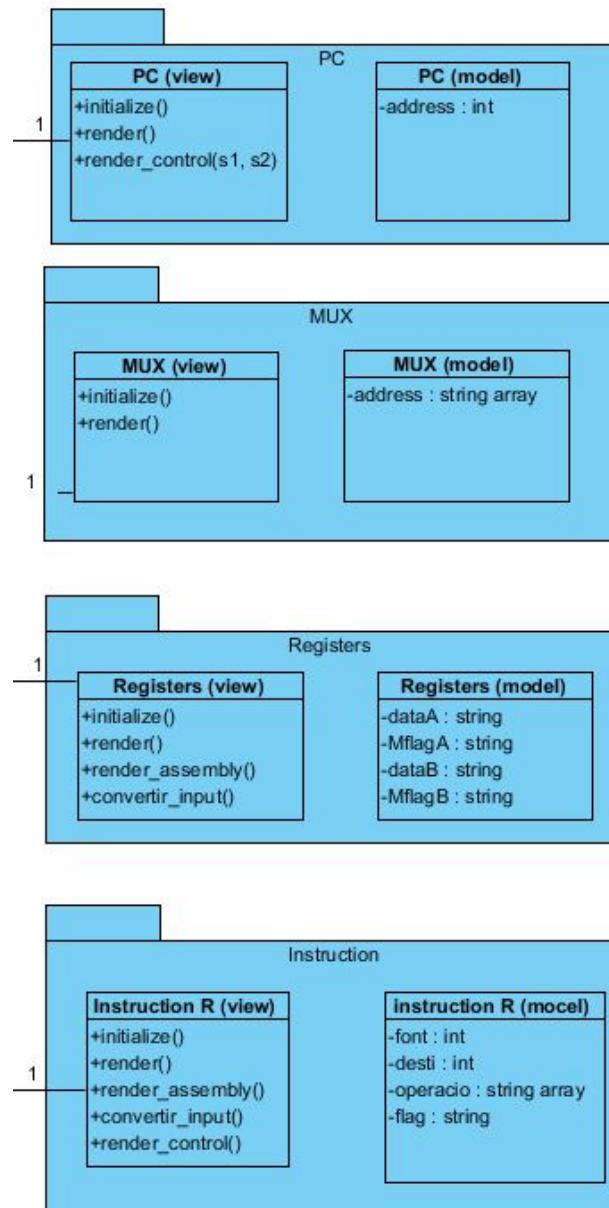 PC
PC (view)
+initialize()
+render()
+render_control(s1, s2)
PC (model)
-address : int
1
MUX
MUX (view)
+initialize()
+render()
MUX (model)
-address : string array
1
Registers
1
Registers (view)
+initialize()
+render()
+render_assembly()
+convertir_input()
Registers (model)
-dataA : string
-MflagA : string
-dataB : string
-MflagB : string
Instruction
Instruction R (view)
+initialize()
+render()
+render_assembly()
+convertir_input()
+render_control()
1
instruction R (mocel)
-font : int
-desti : int
-operacio : string array
-flag : string